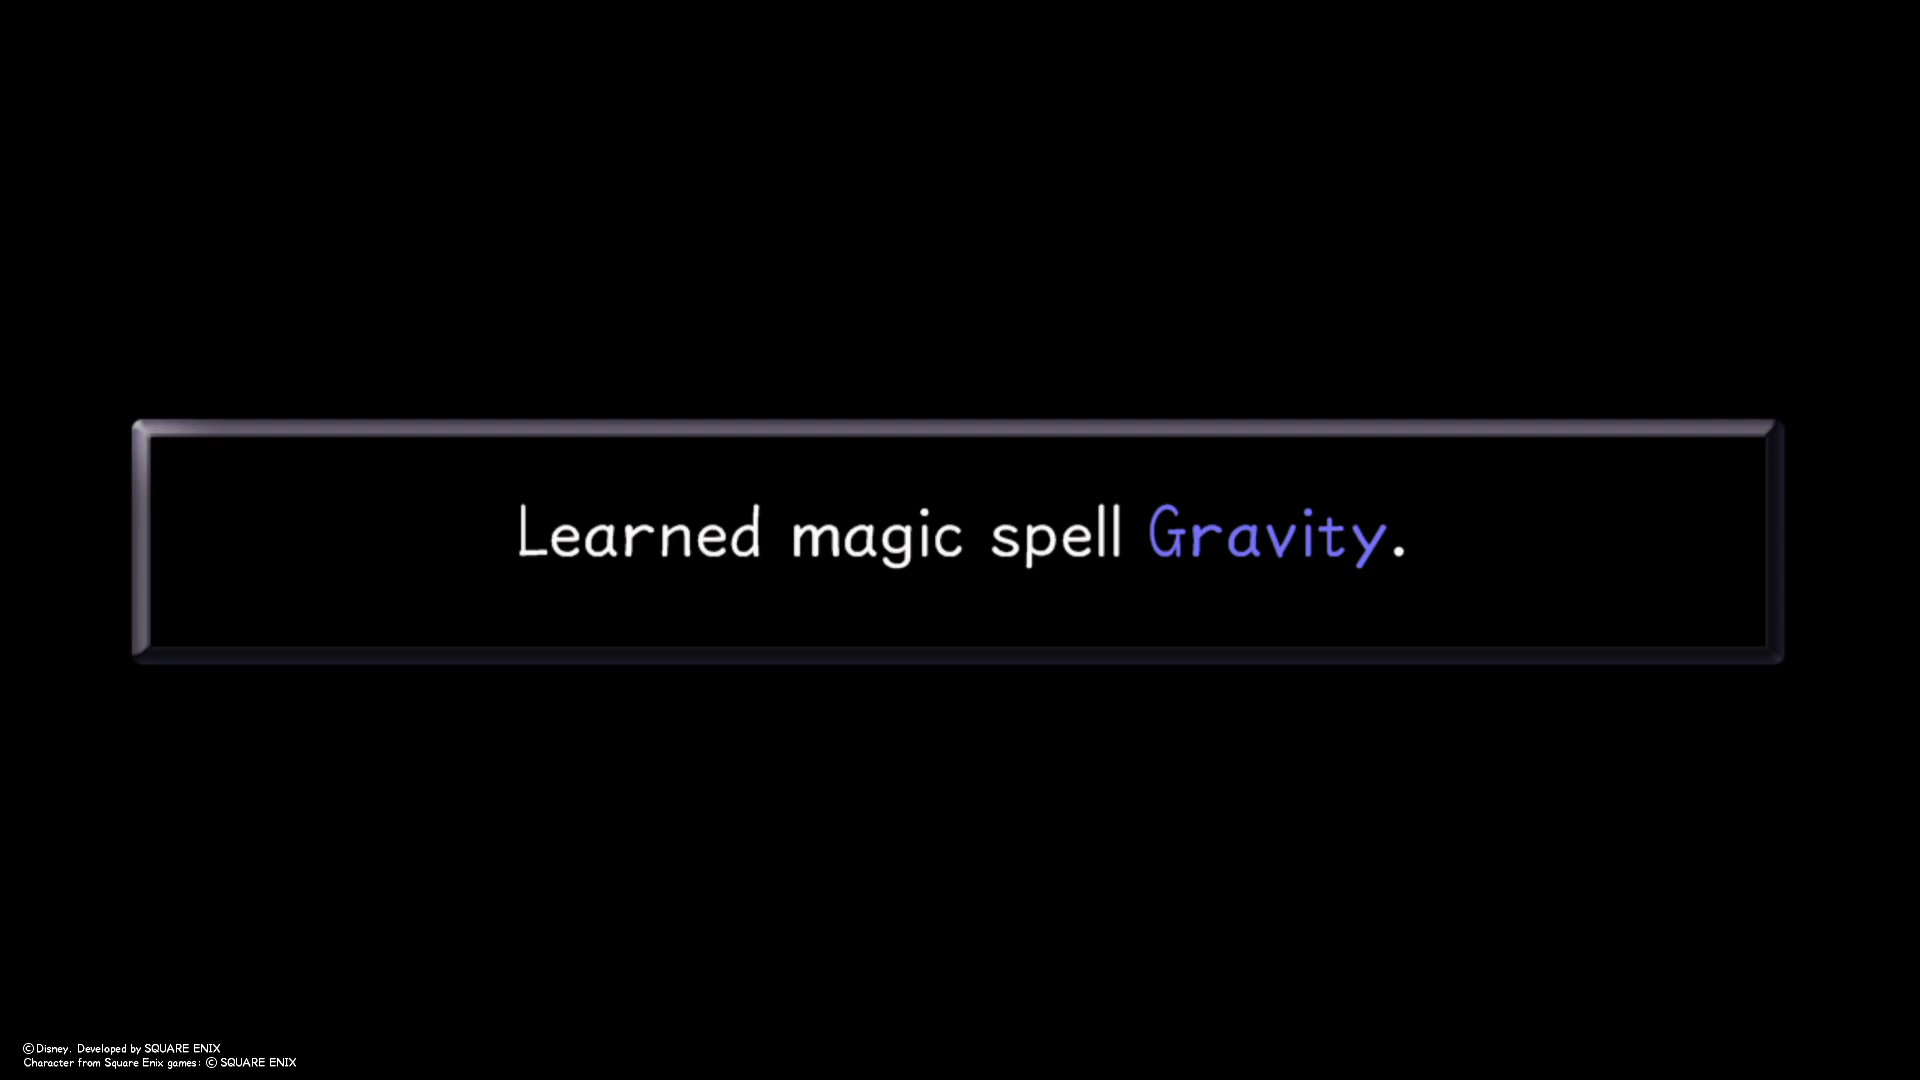 Learned magic spell Gravity.
©Disney. Developed by SQUARE ENIX
Character from Square Enix games: © SQUARE ENIX